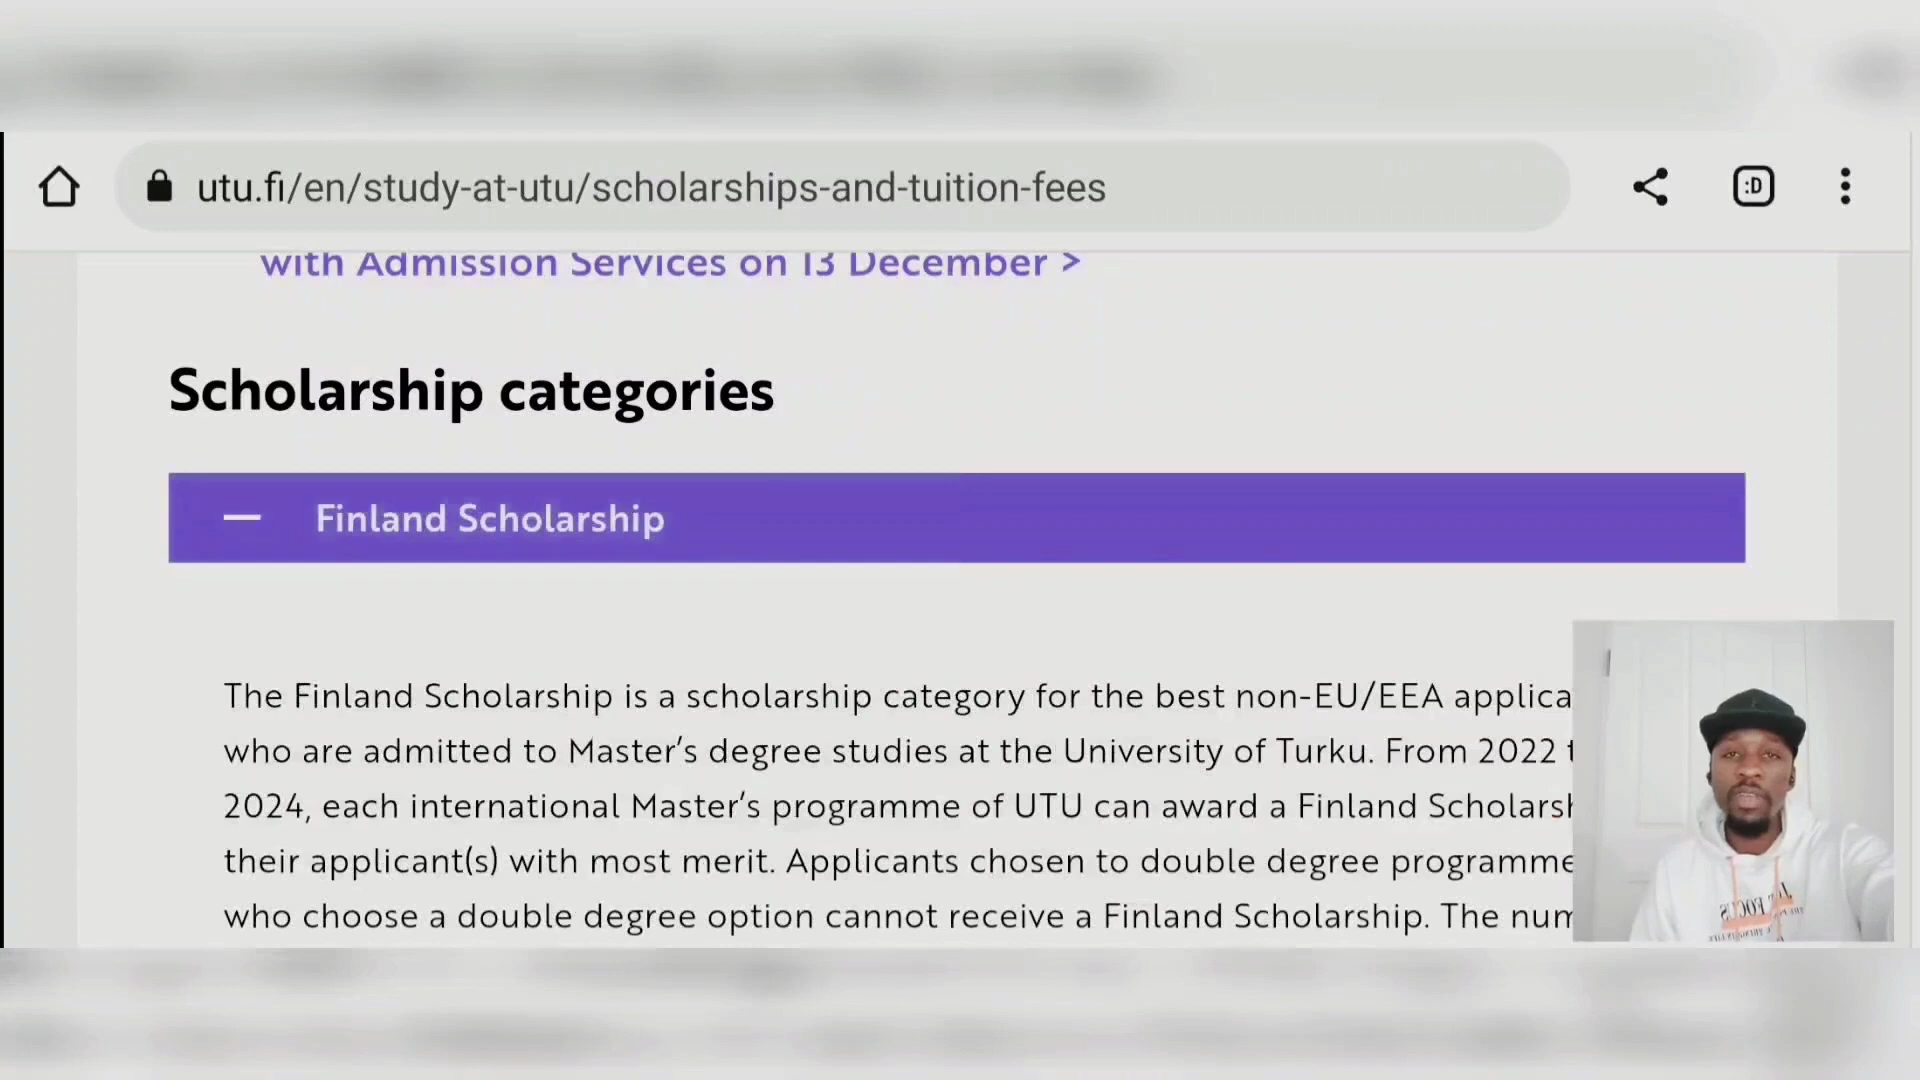 utu.fi/en/study-at-utu/scholarships-and-tuition-fees
:D
with Admission Services on 13 December >
Scholarship categories
Finland Scholarship
The Finland Scholarship is a scholarship category for the best non-EU/EEA applica
who are admitted to Master's degree studies at the University of Turku. From 2022
2024, each international Master's programme of UTU can award a Finland Scholarsh
their applicant(s) with most merit. Applicants chosen to double degree programme
who choose a double degree option cannot receive a Finland Scholarship. The num
FOCUS